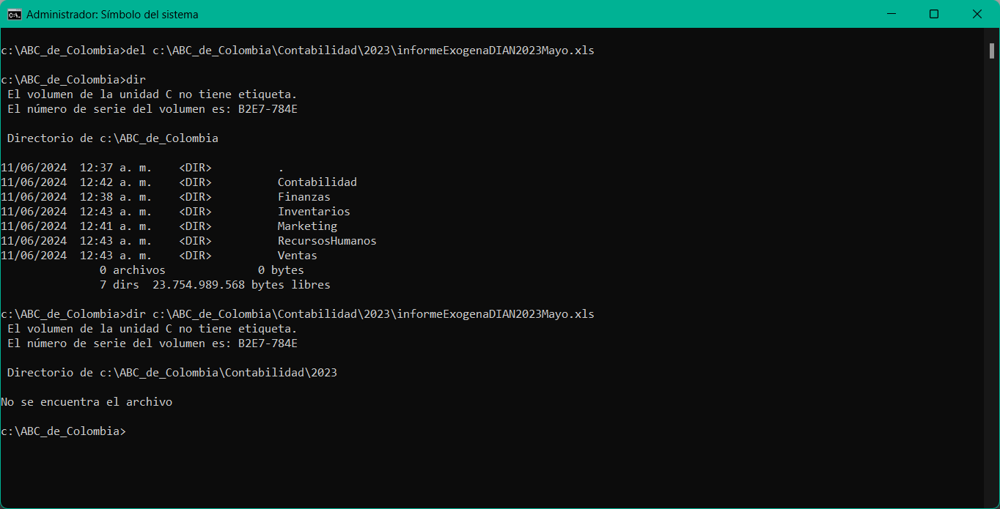 Administrador: Símbolo del sistema
c:\ABC_de_Colombia>del c:\ABC_de_Colombia\Contabilidad\2023\informeExogenaDIAN2023Mayo.xls
c:\ABC_de_Colombia>dir
 El volumen de la unidad C no tiene etiqueta.
 El número de serie del volumen es: B2E7-784E
 Directorio de c:\ABC_de_Colombia
11/06/2024  12:37 a. m.    <DIR>          .
11/06/2024  12:42 a. m.    <DIR>          Contabilidad
11/06/2024  12:38 a. m.    <DIR>          Finanzas
11/06/2024  12:43 a. m.    <DIR>          Inventarios
11/06/2024  12:41 a. m.    <DIR>          Marketing
11/06/2024  12:43 a. m.    <DIR>          RecursosHumanos
11/06/2024  12:43 a. m.    <DIR>          Ventas
               0 archivos              0 bytes
               7 dirs  23.754.989.568 bytes libres
c:\ABC_de_Colombia>dir c:\ABC_de_Colombia\Contabilidad\2023\informeExogenaDIAN2023Mayo.xls
 El volumen de la unidad C no tiene etiqueta.
 El número de serie del volumen es: B2E7-784E
 Directorio de c:\ABC_de_Colombia\Contabilidad\2023
No se encuentra el archivo
c:\ABC_de_Colombia>